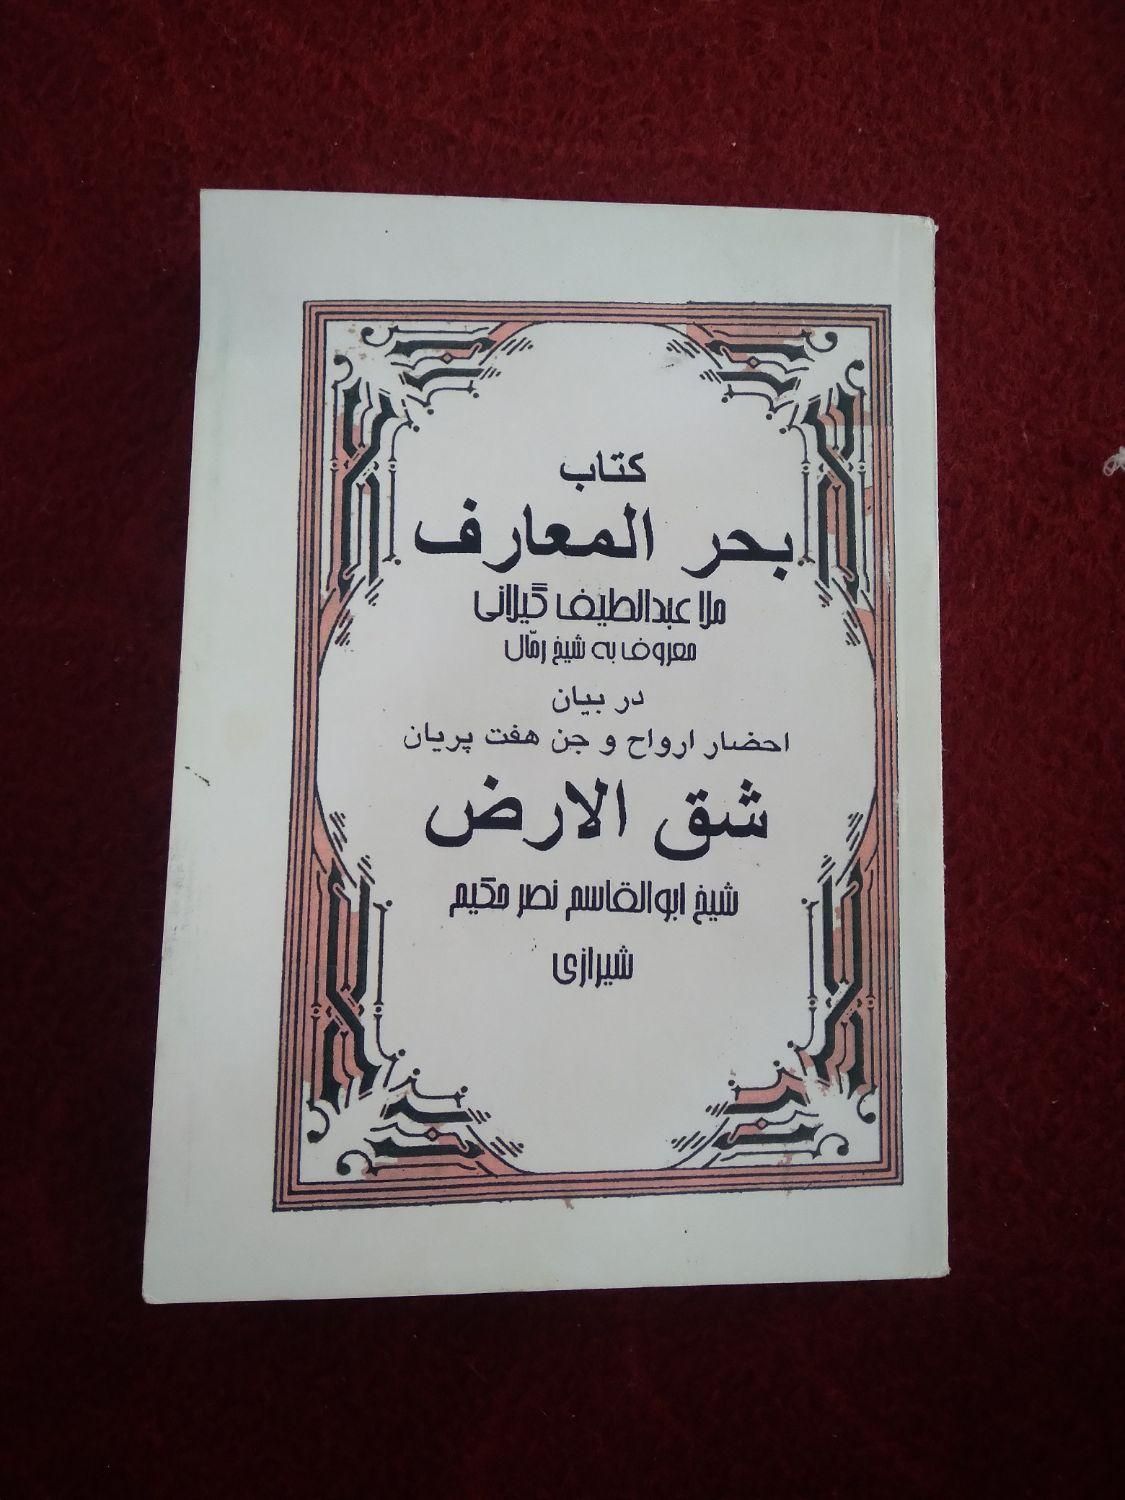 کتاب
بحر المعارف
ملا عبدالطیف گیلانی
معروف به شیخ رمّال
در بیان
احضار ارواح و جن هفت پریان
شق الارض
شیخ ابوالقاسم نصر حکیم
شیرازی